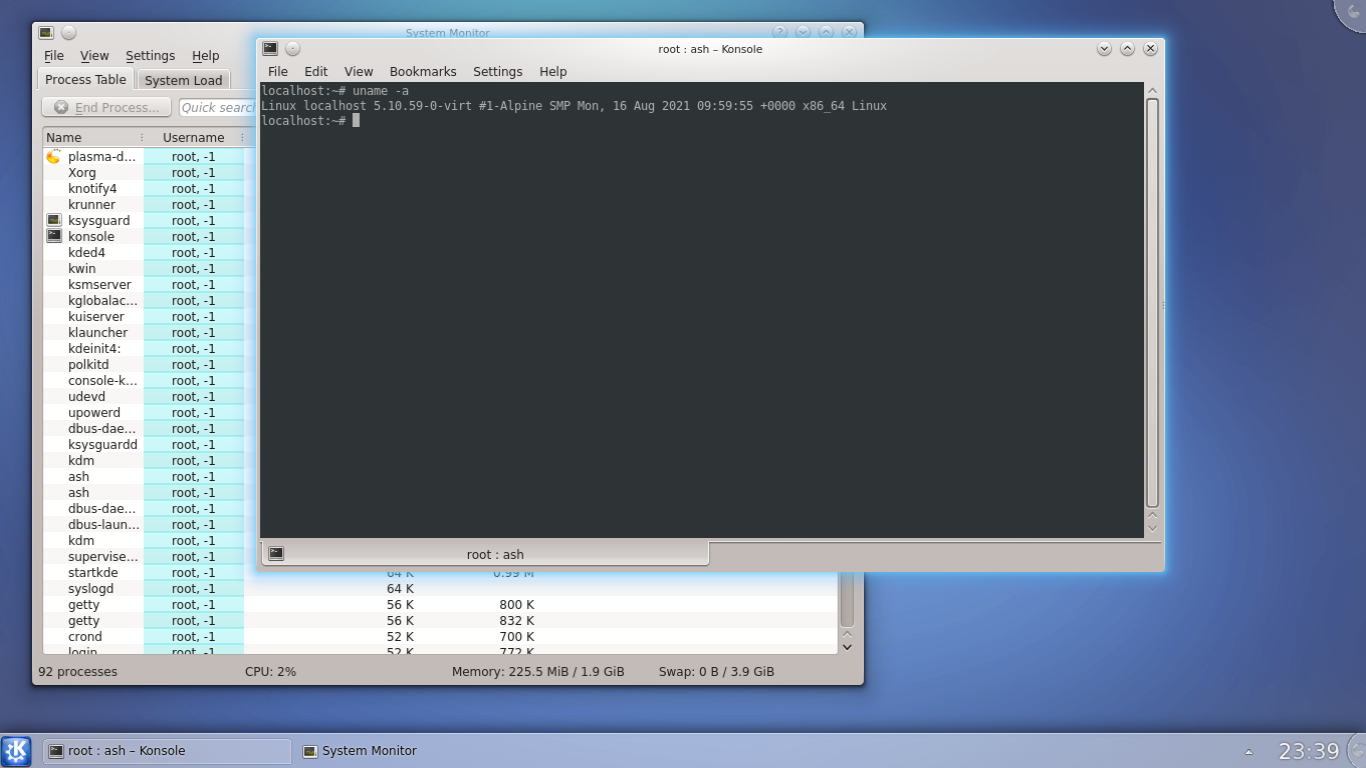 System Monitor
File View Settings Help
Process Table System Load
End Process... Quick search
Name Username
plasma-d... root, -1
Xorg root, -1
knotify4 root, -1
krunner root, -1
ksysguard root, -1
konsole root, -1
kded4 root, -1
kwin root, -1
ksmserver root, -1
kglobalac... root, -1
kuiserver root, -1
klauncher root, -1
kdeinit4: root, -1
polkitd root, -1
console-k... root, -1
udevd root, -1
upowerd root, -1
dbus-dae... root, -1
ksysguardd root, -1
kdm root, -1
ash root, -1
ash root, -1
dbus-dae... root, -1
dbus-laun... root, -1
kdm root, -1
supervise... root, -1
startkde root, -1 64 K 0.99 M
syslogd root, -1 64 K
getty root, -1 56 K 800 K
getty root, -1 56 K 832 K
crond root, -1 52 K 700 K
login root, -1 52 K 772 K
92 processes CPU: 2% Memory: 225.5 MiB / 1.9 GiB Swap: 0 B / 3.9 GiB
root : ash – Konsole
File Edit View Bookmarks Settings Help
localhost:~# uname -a
Linux localhost 5.10.59-0-virt #1-Alpine SMP Mon, 16 Aug 2021 09:59:55 +0000 x86_64 Linux
localhost:~#
root : ash
root : ash – Konsole System Monitor 23:39